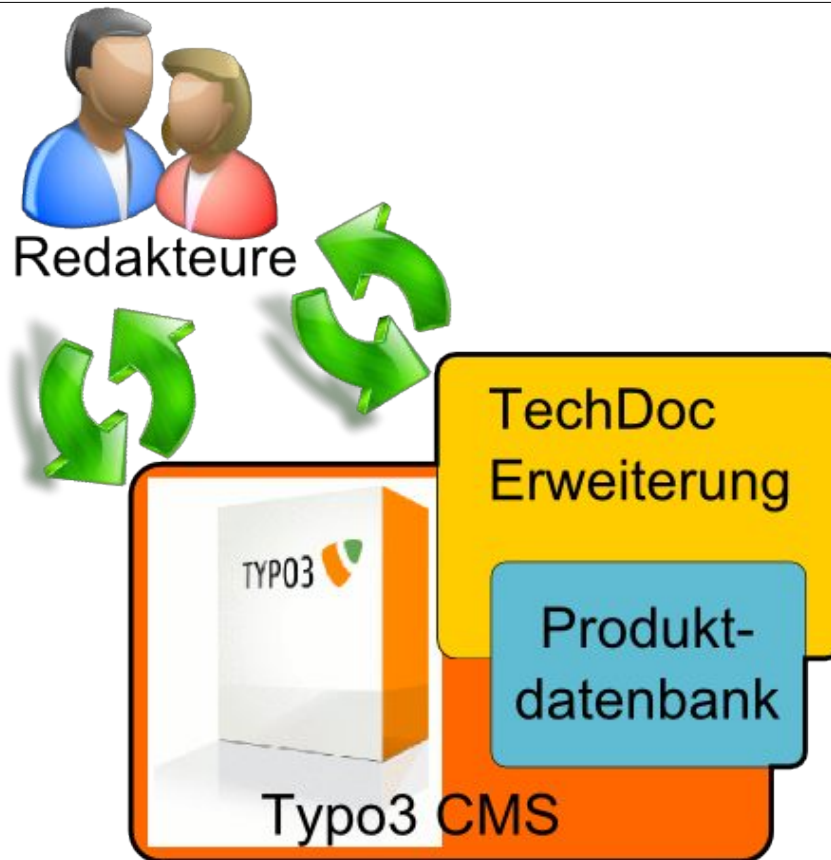 Redakteure
TechDoc
Erweiterung
TYPO3
Produkt-
datenbank
Typo3 CMS